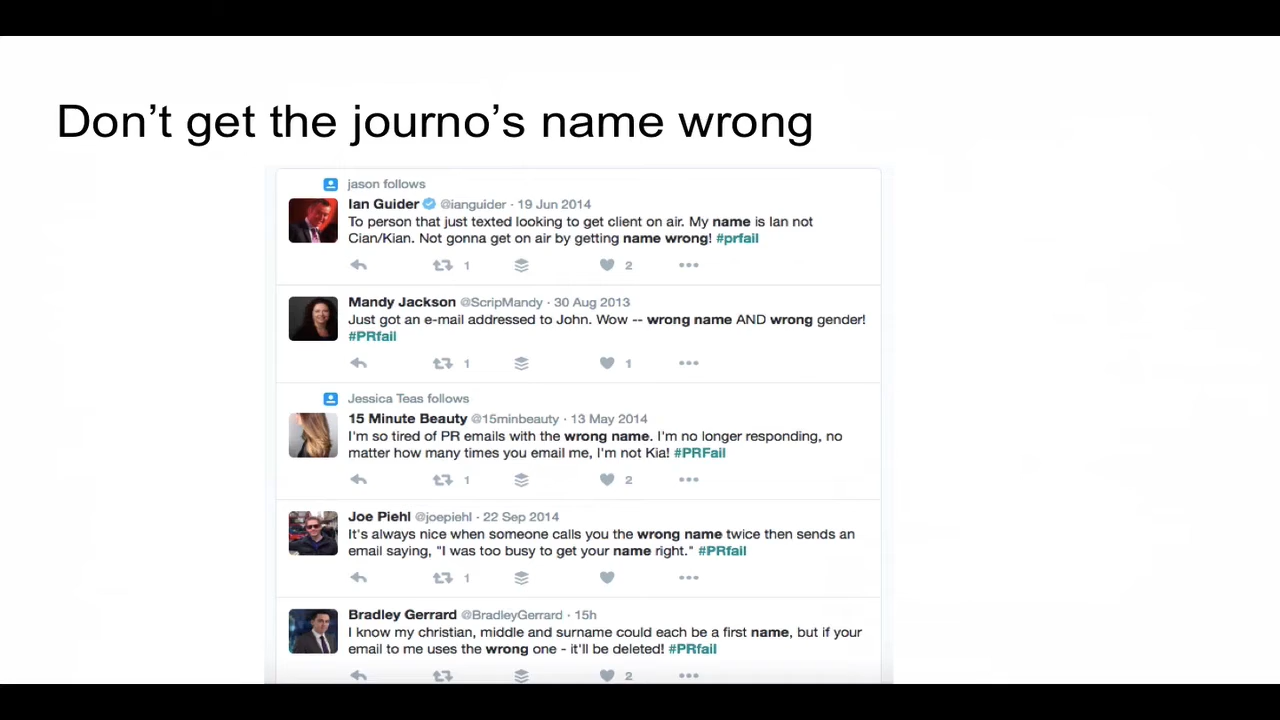 Don’t get the journo’s name wrong
jason follows
Ian Guider @ianguider · 19 Jun 2014
To person that just texted looking to get client on air. My name is Ian not
Cian/Kian. Not gonna get on air by getting name wrong! #prfail
1 2
Mandy Jackson @ScripMandy · 30 Aug 2013
Just got an e-mail addressed to John. Wow -- wrong name AND wrong gender!
#PRfail
1 1
Jessica Teas follows
15 Minute Beauty @15minbeauty · 13 May 2014
I'm so tired of PR emails with the wrong name. I'm no longer responding, no
matter how many times you email me, I'm not Kia! #PRFail
1 2
Joe Piehl @joepiehl · 22 Sep 2014
It's always nice when someone calls you the wrong name twice then sends an
email saying, "I was too busy to get your name right." #PRfail
1
Bradley Gerrard @BradleyGerrard · 15h
I know my christian, middle and surname could each be a first name, but if your
email to me uses the wrong one - it'll be deleted! #PRfail
2